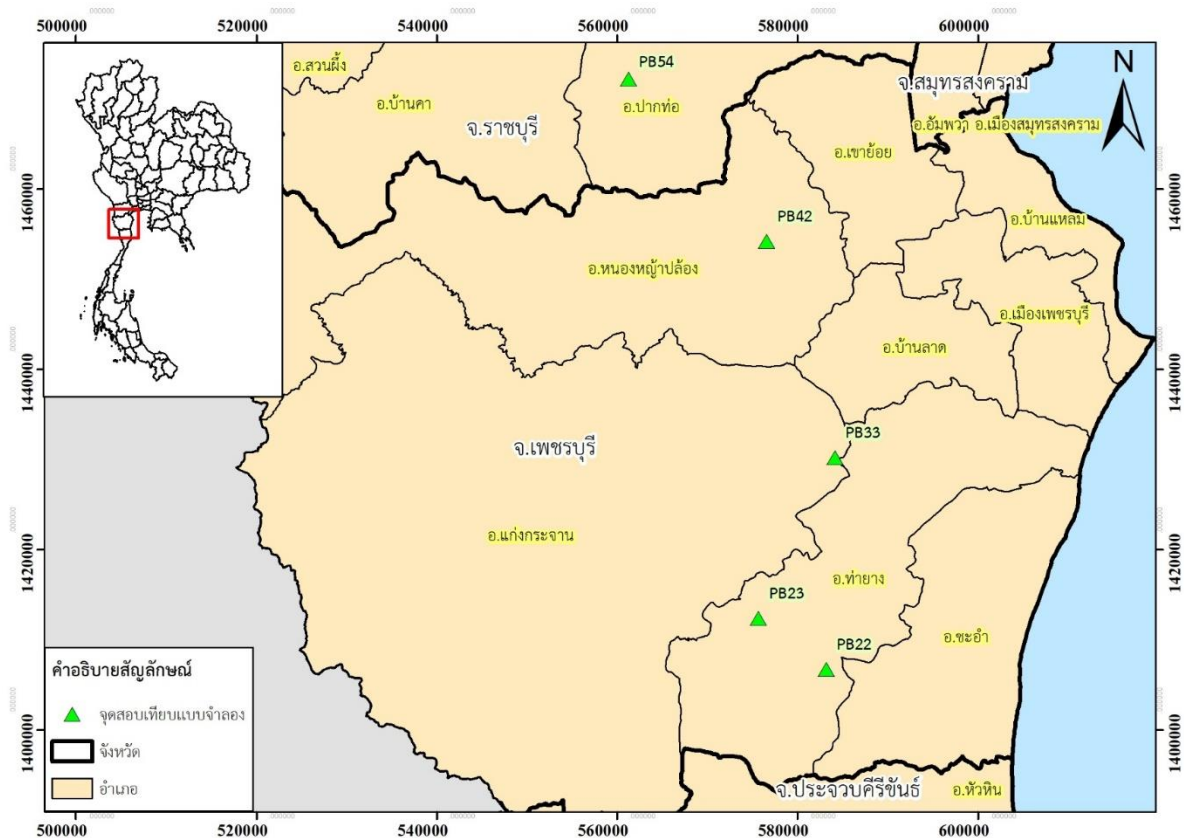 500000 520000 540000 560000 580000 600000
PB54
N
อ.สวนผึ้ง
จ.สมุทรสงคราม
อ.บ้านคา
อ.ปากท่อ
จ.ราชบุรี
อ.อัมพวา อ.เมืองสมุทรสงคราม
อ.เขาย้อย
1460000
1460000
PB42
อ.บ้านแหลม
อ.หนองหญ้าปล้อง
อ.เมืองเพชรบุรี
อ.บ้านลาด
1440000
1440000
PB33
จ.เพชรบุรี
อ.แก่งกระจาน
1420000
1420000
PB23
อ.ท่ายาง
PB22
อ.ชะอำ
คำอธิบายสัญลักษณ์
จุดสอบเทียบแบบจำลอง
จังหวัด
อำเภอ
1400000
1400000
จ.ประจวบคีรีขันธ์
อ.หัวหิน
500000 520000 540000 560000 580000 600000